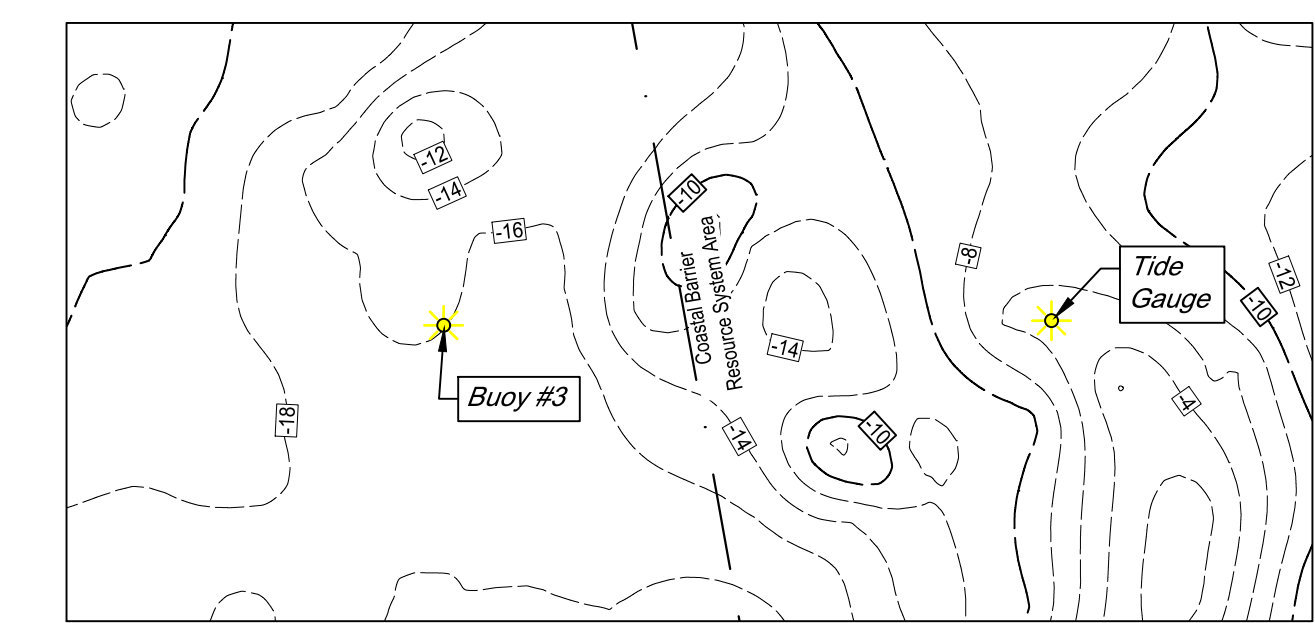 -12
-14
-10
-16
-8
Tide
Gauge
-12
-10
Coastal Barrier
Resource System Area
-14
Buoy #3
-4
-18
-14
-10